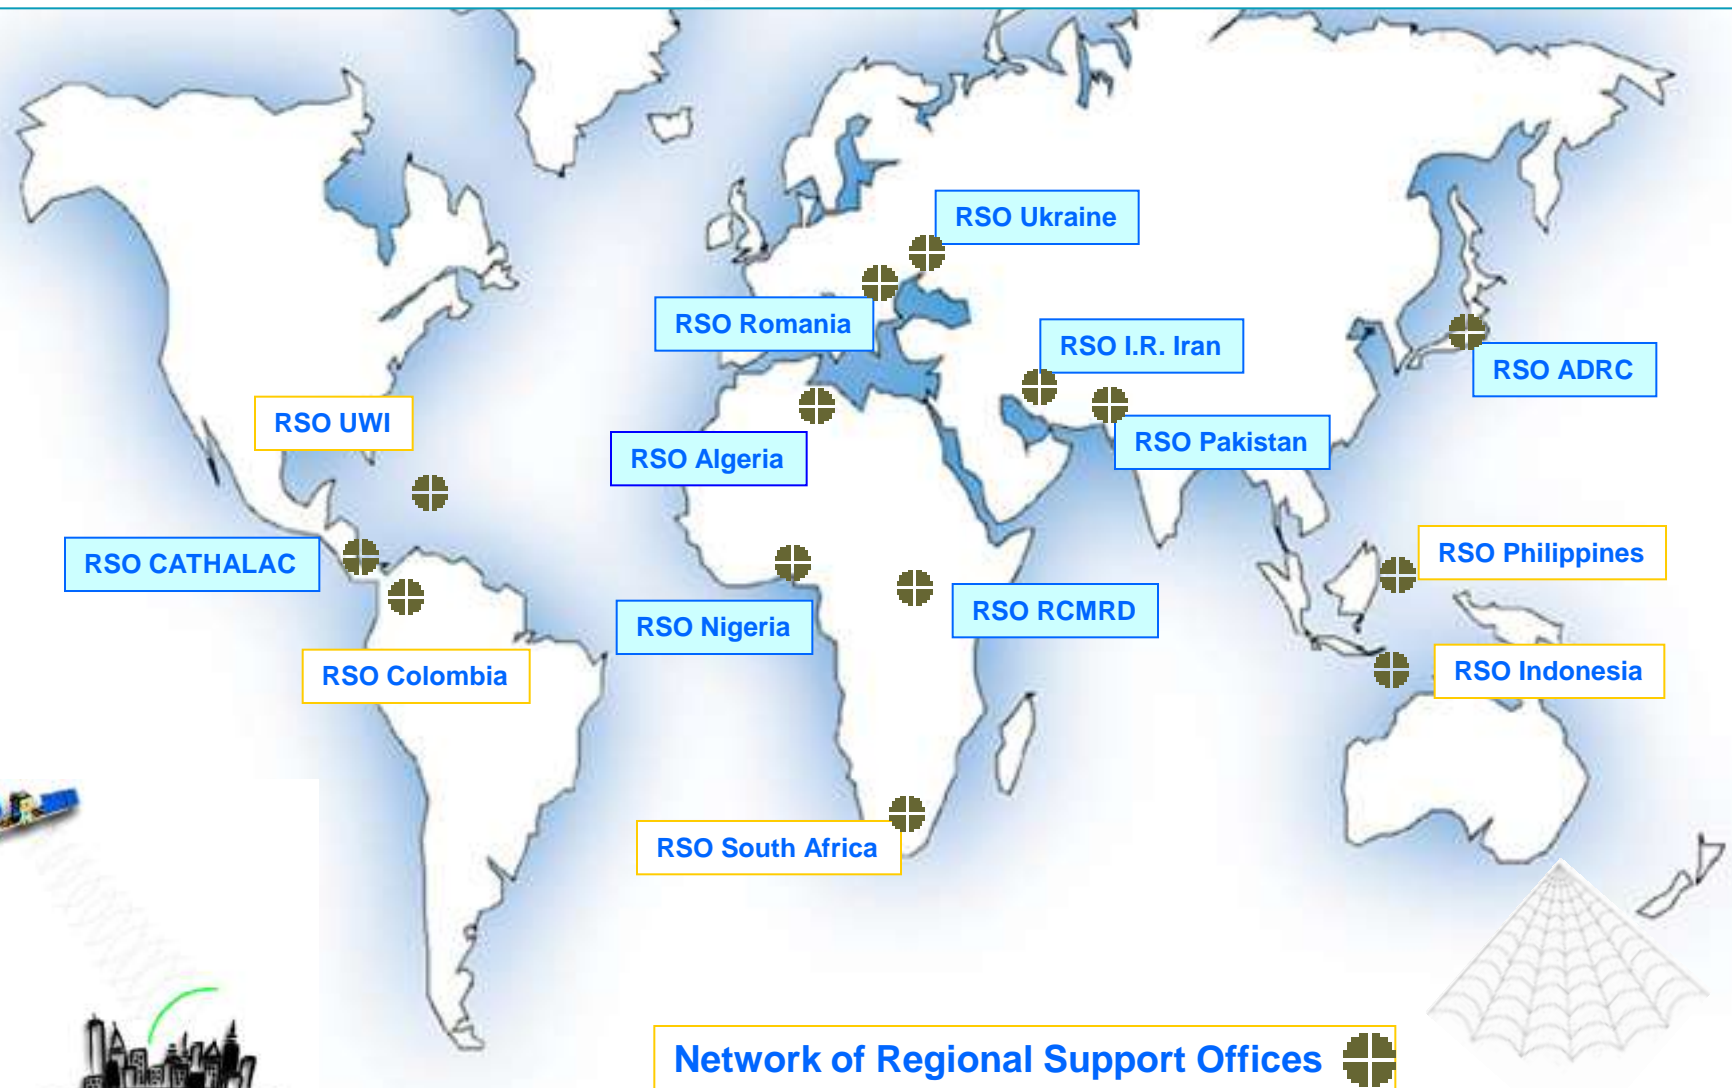 RSO Ukraine
RSO Romania
RSO I.R. Iran
RSO ADRC
RSO UWI
RSO Algeria
RSO Pakistan
RSO CATHALAC
RSO Philippines
RSO Nigeria
RSO RCMRD
RSO Colombia
RSO Indonesia
RSO South Africa
Network of Regional Support Offices